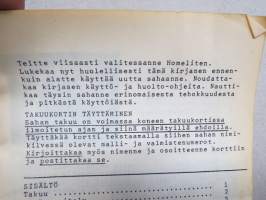 Teitte viisaasti valitessanne Homeliten.
Lukekaa nyt huolellisesti tämä kirjanen ennen-
kuin alatte käyttää uutta sahaanne. Noudatta-
kaa kirjasen käyttö- ja huolto-ohjeita. Nautti-
kaa täysin sahanne erinomaisesta tehokkuudesta
ja pitkästä käyttöiästä.
TAKUUKORTIN TÄYTTÄMINEN
Sahan takuu on voimassa koneen takuukortissa
ilmoitetun ajan ja siinä määrätyillä ehdoilla.
Täyttäkää kortti tekstaamalla siihen sahan nimi-
kilvessä olevat malli- ja valmistenumerot.
Kirjoittakaa myös nimenne ja osoitteenne korttiin
ja postittakaa se.
SISÄLTÖ 1
Takuu 2